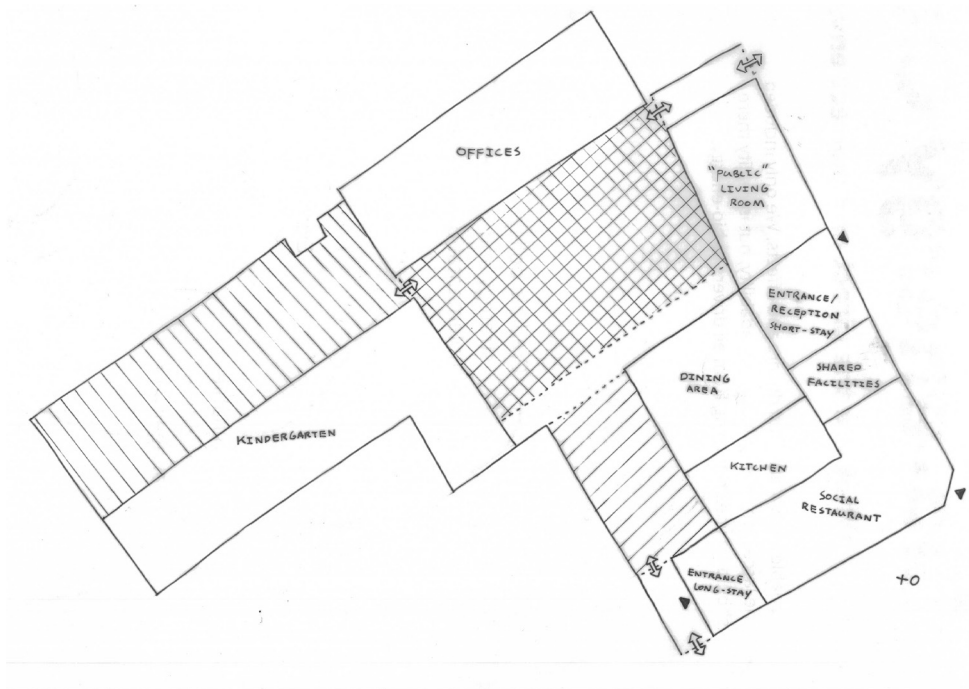 OFFICES
"PUBLIC"
LIVING
ROOM
ENTRANCE/
RECEPTION
SHORT-STAY
SHARED
FACILITIES
DINING
AREA
KINDERGARTEN
KITCHEN
SOCIAL
RESTAURANT
ENTRANCE
LONG-STAY
+0